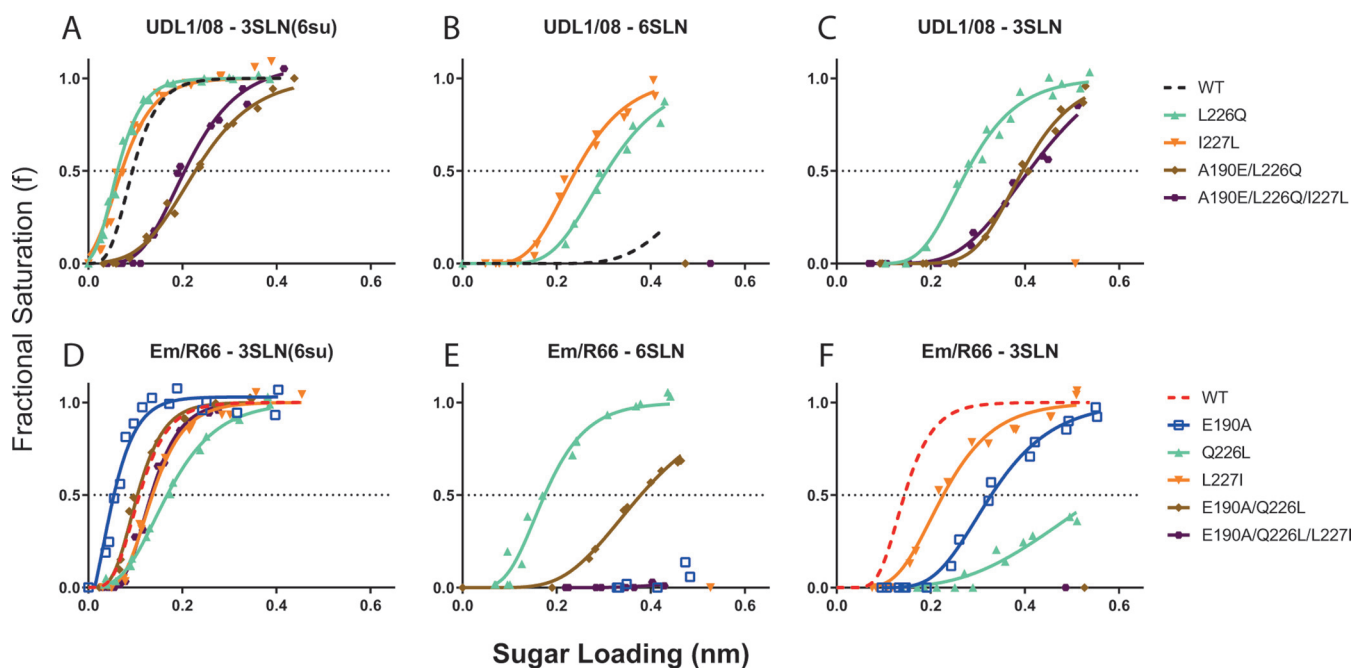 A UDL1/08 - 3SLN(6su)
B UDL1/08 - 6SLN
C UDL1/08 - 3SLN
1.0
0.5
0.0
0.0 0.2 0.4 0.6
1.0
0.5
0.0
0.0 0.2 0.4 0.6
1.0
0.5
0.0
0.0 0.2 0.4 0.6
WT
L226Q
I227L
A190E/L226Q
A190E/L226Q/I227L
Fractional Saturation (f)
D Em/R66 - 3SLN(6su)
E Em/R66 - 6SLN
F Em/R66 - 3SLN
1.0
0.5
0.0
0.0 0.2 0.4 0.6
1.0
0.5
0.0
0.0 0.2 0.4 0.6
1.0
0.5
0.0
0.0 0.2 0.4 0.6
WT
E190A
Q226L
L227I
E190A/Q226L
E190A/Q226L/L227I
Sugar Loading (nm)